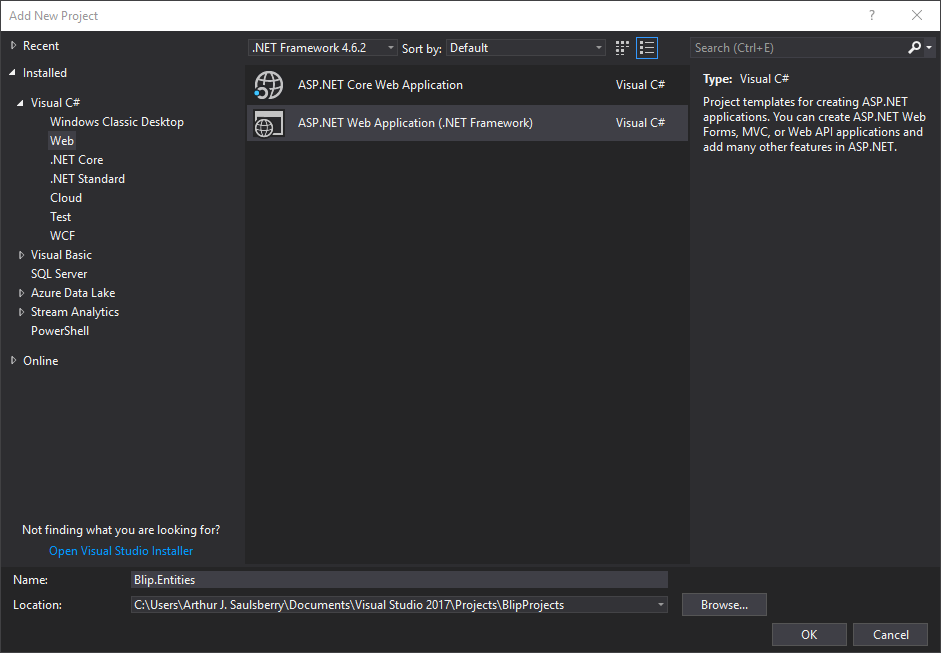 Add New Project
?
Recent
Installed
Visual C#
Windows Classic Desktop
Web
.NET Core
.NET Standard
Cloud
Test
WCF
Visual Basic
SQL Server
Azure Data Lake
Stream Analytics
PowerShell
Online
Not finding what you are looking for?
Open Visual Studio Installer
.NET Framework 4.6.2 Sort by: Default
ASP.NET Core Web Application Visual C#
ASP.NET Web Application (.NET Framework) Visual C#
Search (Ctrl+E)
Type: Visual C#
Project templates for creating ASP.NET
applications. You can create ASP.NET Web
Forms, MVC, or Web API applications and
add many other features in ASP.NET.
Name: Blip.Entities
Location: C:\Users\Arthur J. Saulsberry\Documents\Visual Studio 2017\Projects\BlipProjects
Browse...
OK Cancel